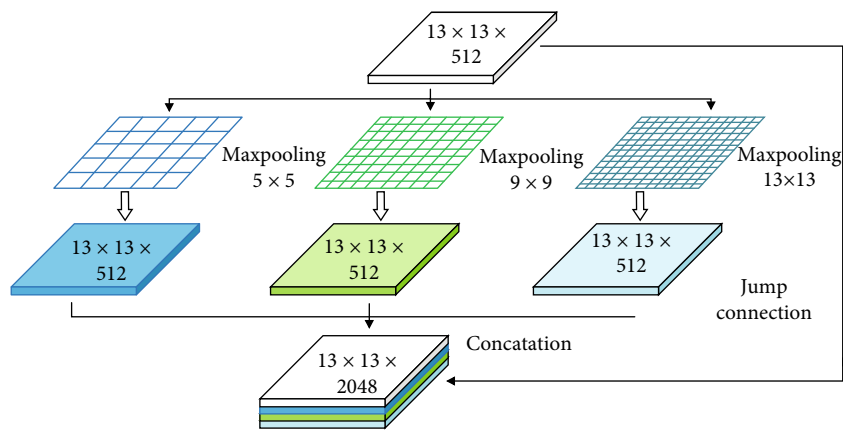 13 × 13 ×
512
Maxpooling
5 × 5
Maxpooling
9 × 9
Maxpooling
13×13
13 × 13 ×
512
13 × 13 ×
512
13 × 13 ×
512
Jump
connection
Concatation
13 × 13 ×
2048